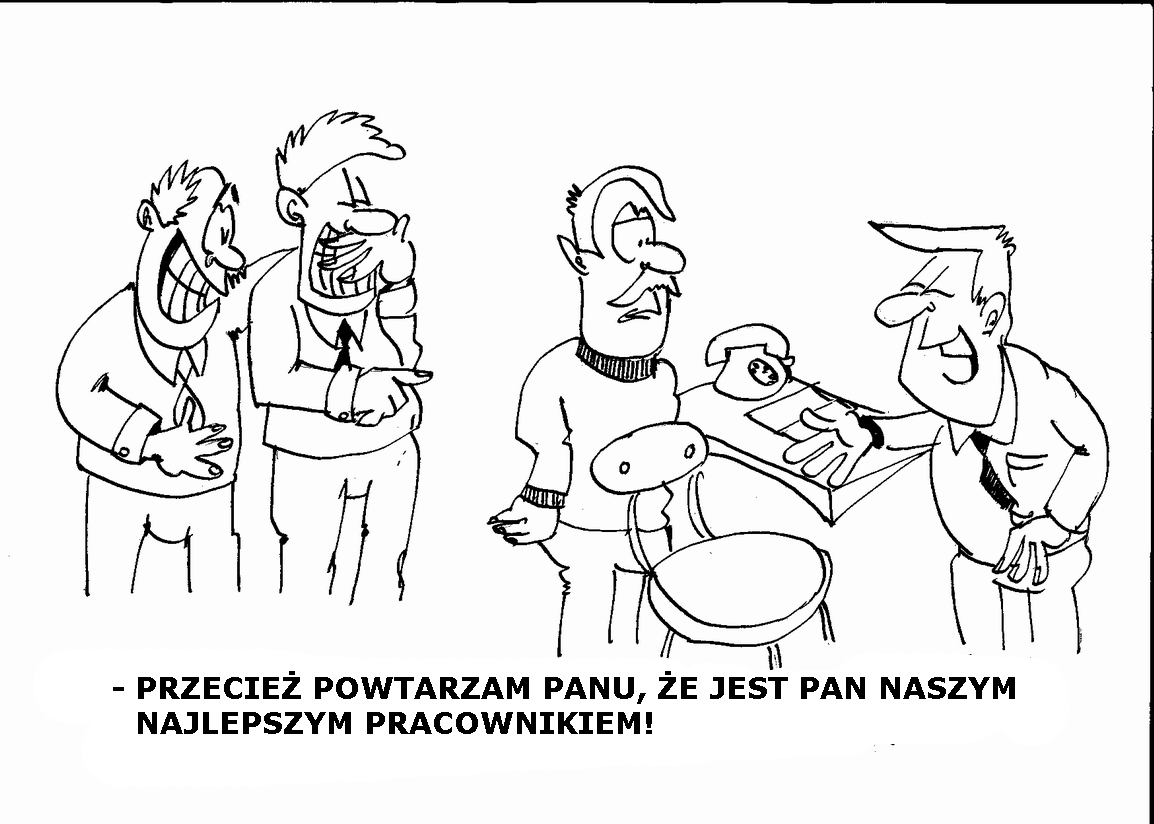 - PRZECIEŻ POWTARZAM PANU, ŻE JEST PAN NASZYM
NAJLEPSZYM PRACOWNIKIEM!